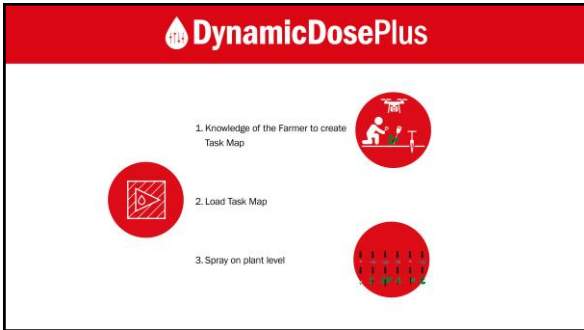 DynamicDosePlus
1. Knowledge of the Farmer to create
Task Map
2. Load Task Map
3. Spray on plant level